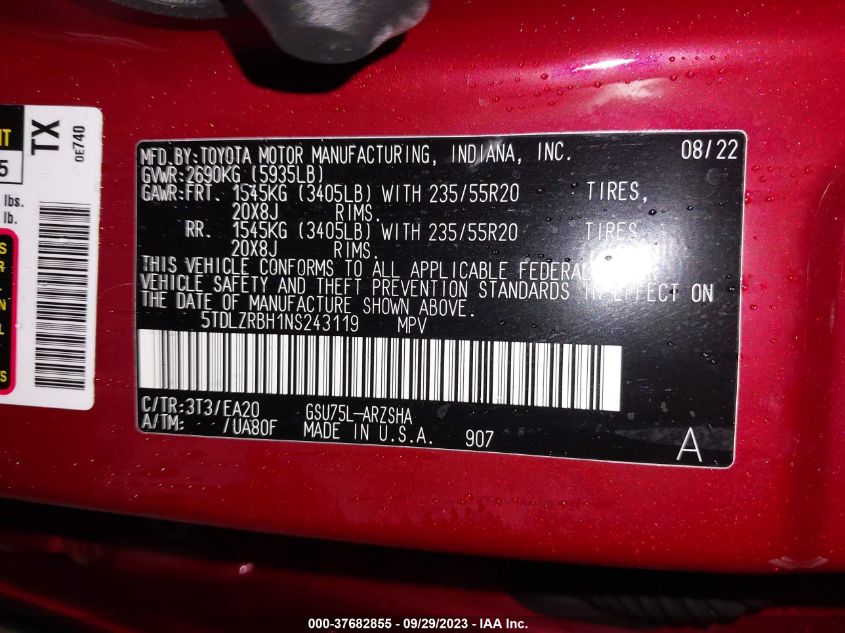 MFD.BY:TOYOTA MOTOR MANUFACTURING, INDIANA, INC. 08/22
GVWR:2690KG (5935LB)
GAWR:FRT. 1545KG (3405LB) WITH 235/55R20 TIRES,
20X8J RIMS.
RR. 1545KG (3405LB) WITH 235/55R20 TIRES
20X8J RIMS.
THIS VEHICLE CONFORMS TO ALL APPLICABLE FEDERAL
VEHICLE SAFETY AND THEFT PREVENTION STANDARDS IN EFFECT ON
THE DATE OF MANUFACTURE SHOWN ABOVE.
5TDLZRBH1NS243119 MPV
C/TR:3T3/EA20 GSU75L-ARZSHA
A/TM: /UA80F MADE IN U.S.A. 907
A
TX
0E740
5
lbs.
lb.
000-37682855 - 09/29/2023 - IAA Inc.